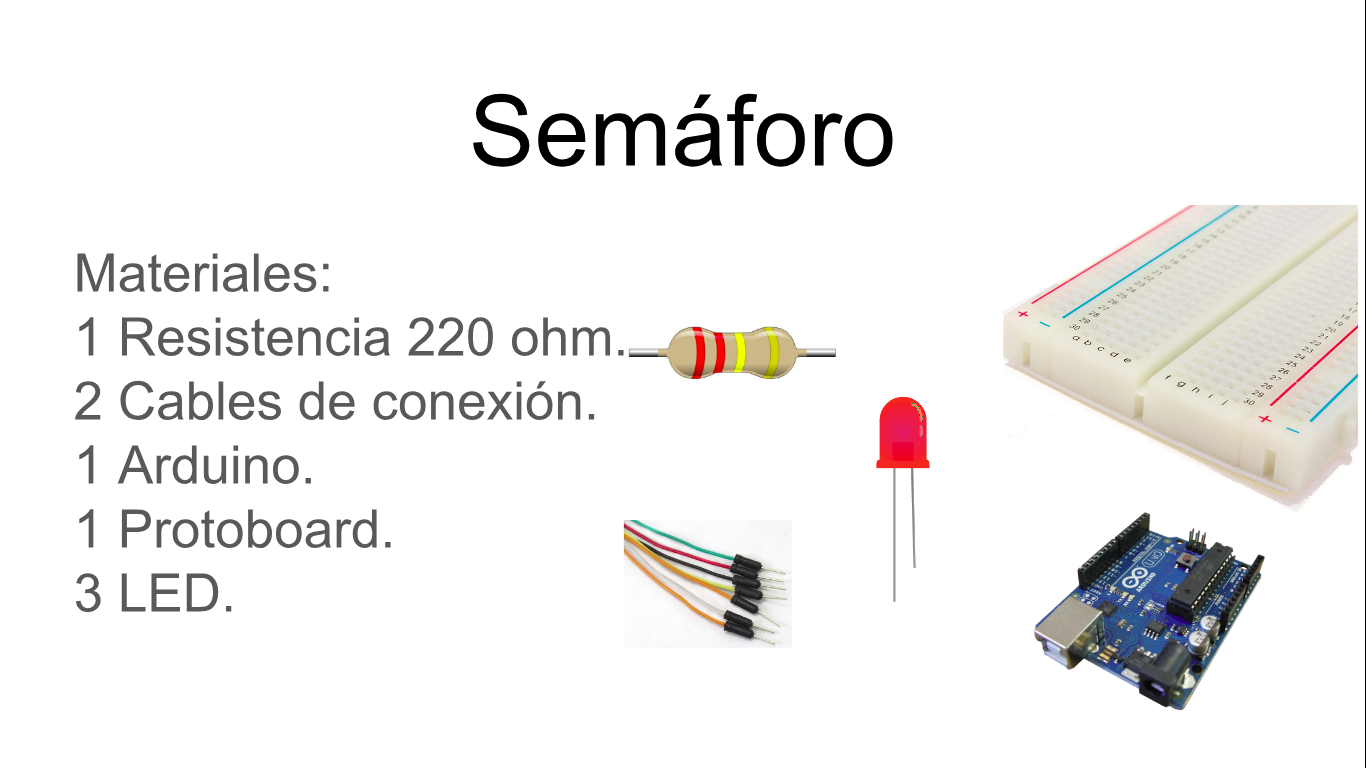 Semáforo
Materiales:
1 Resistencia 220 ohm.
2 Cables de conexión.
1 Arduino.
1 Protoboard.
3 LED.